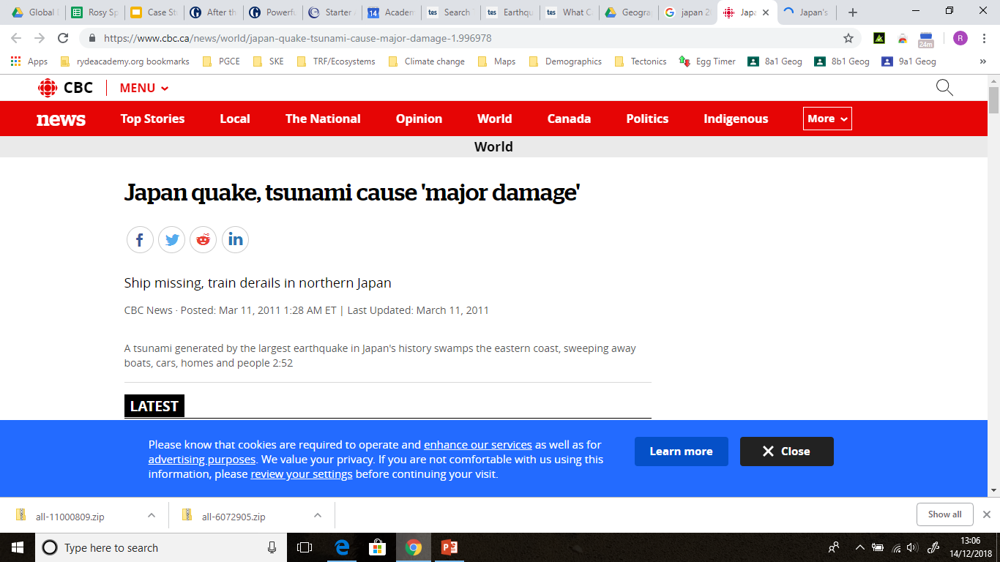 Global
Rosy Sp
Case St
After th
Powerfu
Starter
Academ
Search
Earthqu
What C
Geogra
japan 2
Japa
Japan's
https://www.cbc.ca/news/world/japan-quake-tsunami-cause-major-damage-1.996978
R
24m
Apps
rydeacademy.org bookmarks
PGCE
SKE
TRF/Ecosystems
Climate change
Maps
Demographics
Tectonics
Egg Timer
8a1 Geog
8b1 Geog
9a1 Geog
»
CBC
MENU
news
Top Stories
Local
The National
Opinion
World
Canada
Politics
Indigenous
More
World
Japan quake, tsunami cause 'major damage'
Ship missing, train derails in northern Japan
CBC News · Posted: Mar 11, 2011 1:28 AM ET | Last Updated: March 11, 2011
A tsunami generated by the largest earthquake in Japan's history swamps the eastern coast, sweeping away
boats, cars, homes and people 2:52
LATEST
Please know that cookies are required to operate and enhance our services as well as for
advertising purposes. We value your privacy. If you are not comfortable with us using this
information, please review your settings before continuing your visit.
Learn more
Close
all-11000809.zip
all-6072905.zip
Show all
Type here to search
13:06
14/12/2018